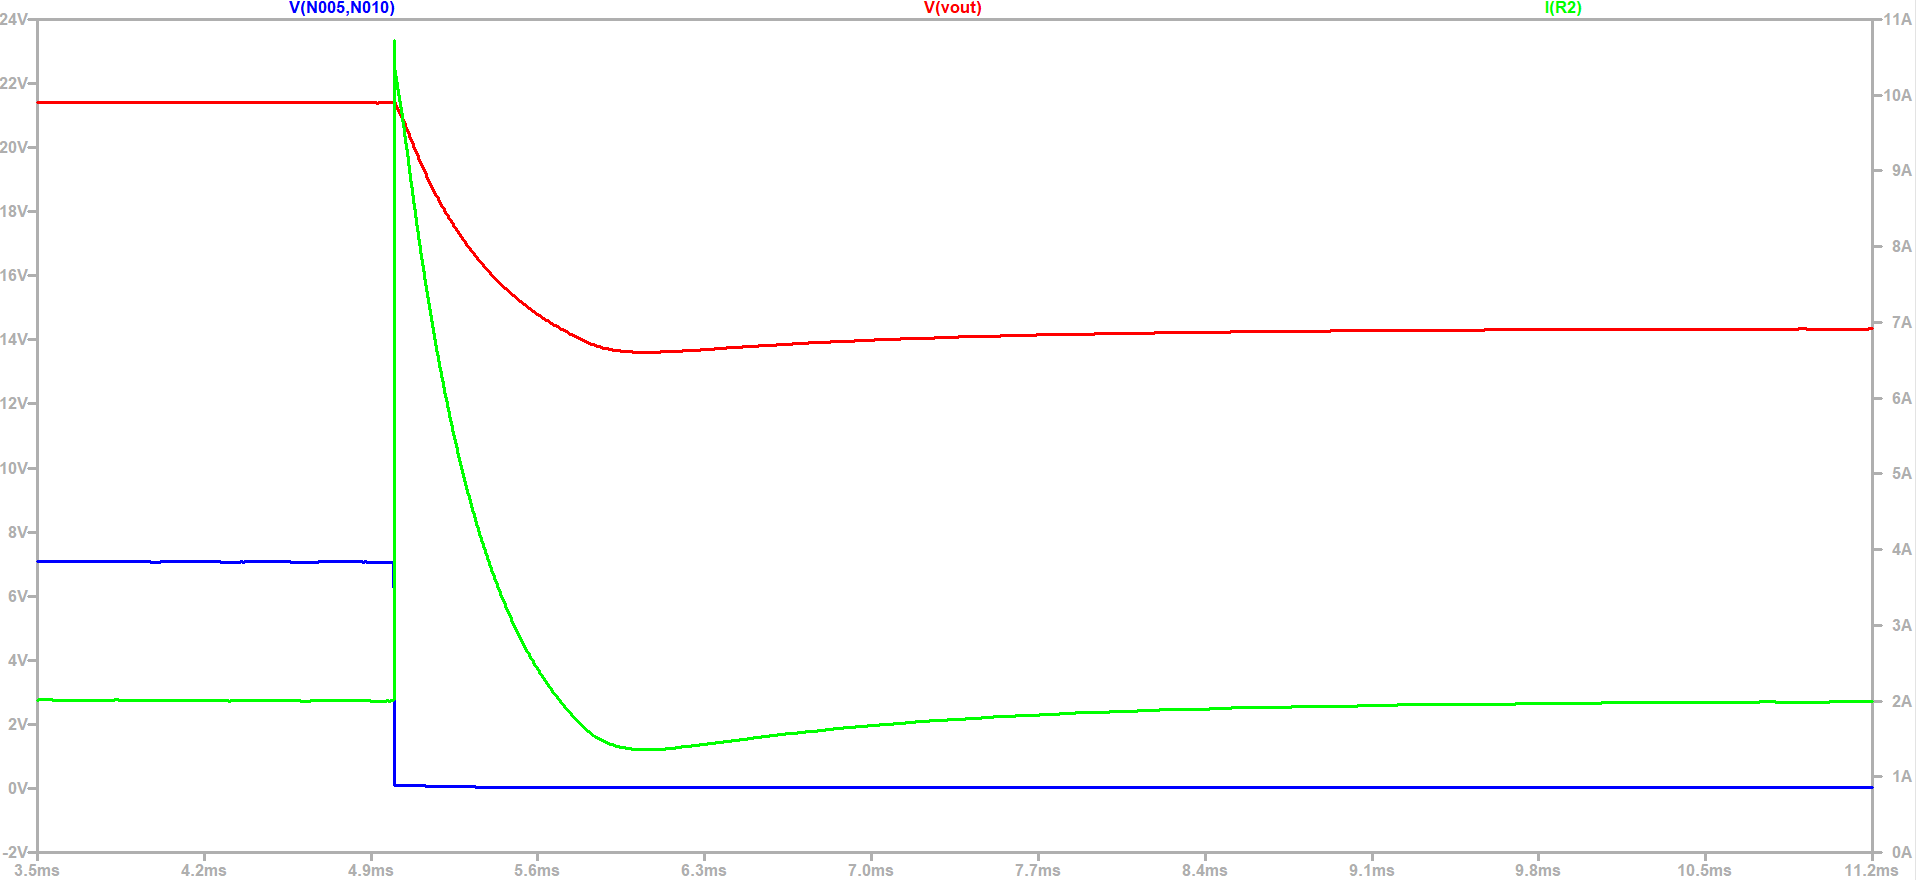 V(N005,N010) V(vout) I(R2)
24V 11A
22V
10A
20V
9A
18V
8A
16V
14V 7A
12V 6A
10V 5A
8V
4A
6V
3A
4V
2V 2A
0V 1A
-2V 0A
3.5ms 4.2ms 4.9ms 5.6ms 6.3ms 7.0ms 7.7ms 8.4ms 9.1ms 9.8ms 10.5ms 11.2ms